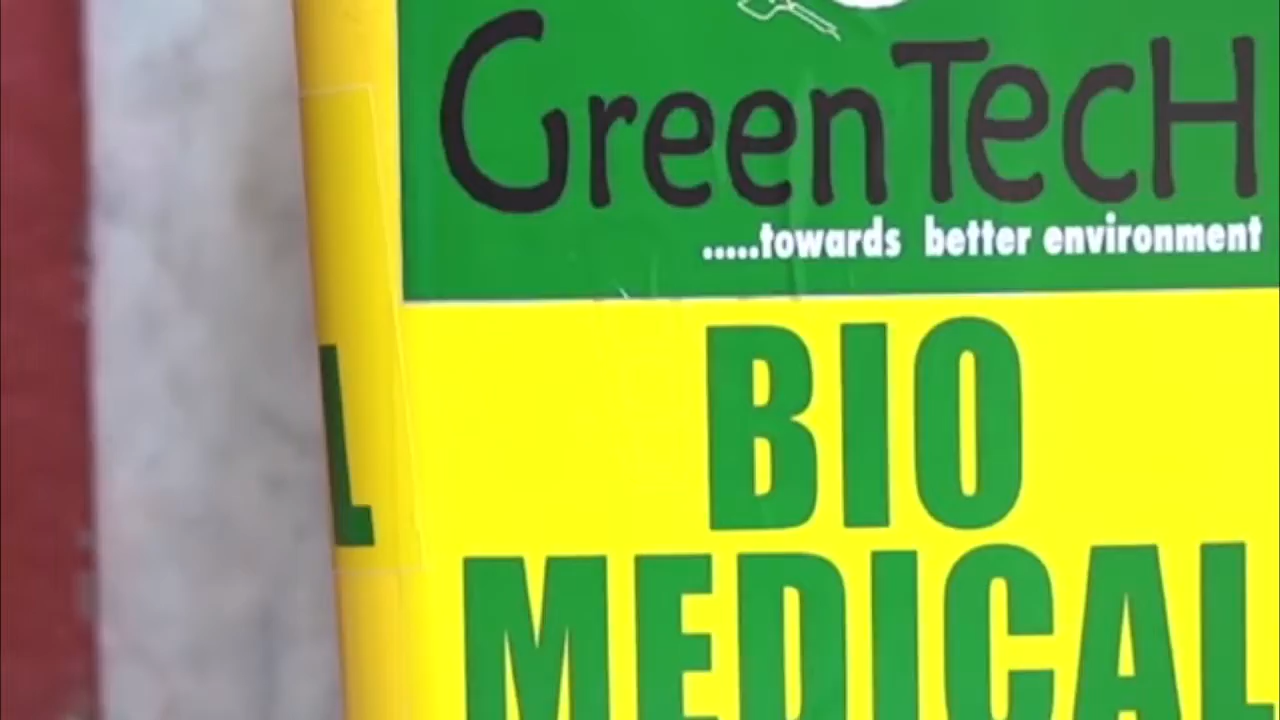 GreenTecH
.....towards better environment
BIO
MEDICAL